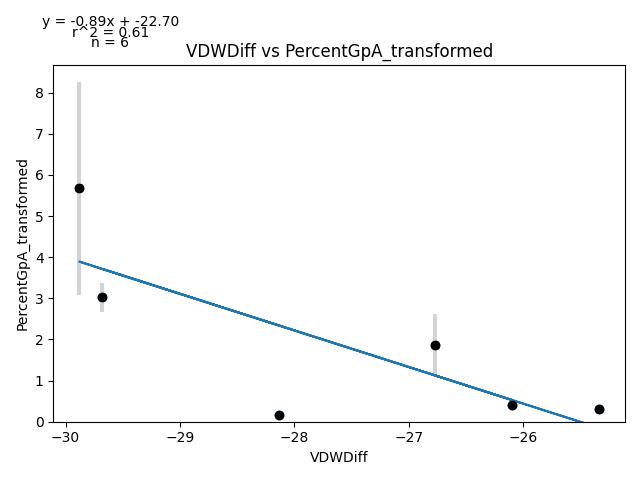 y = -0.89x + -22.70
r^2 = 0.61
n = 6
VDWDiff vs PercentGpA_transformed
PercentGpA_transformed
8
7
6
5
4
3
2
1
0
−30
−29
−28
−27
−26
VDWDiff